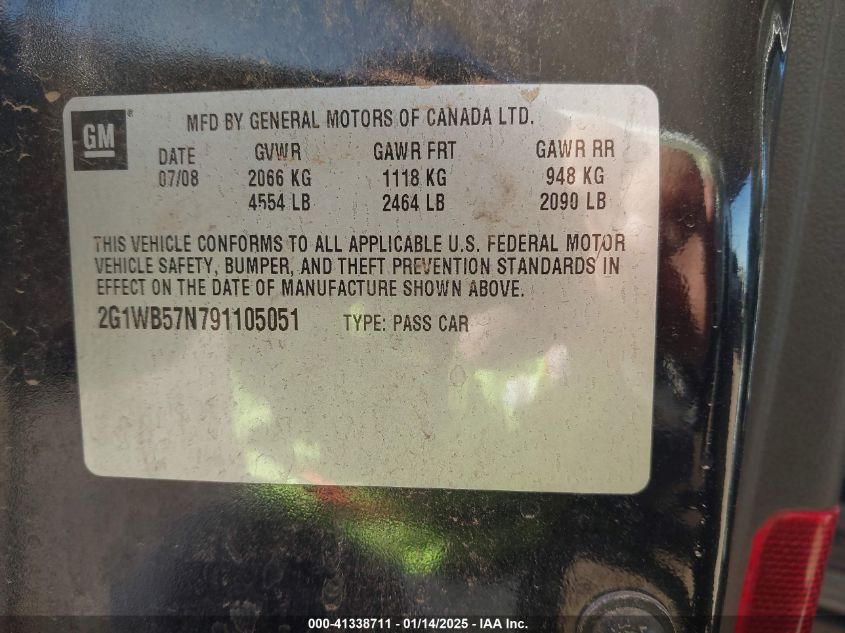 GM
MFD BY GENERAL MOTORS OF CANADA LTD.
DATE GVWR GAWR FRT GAWR RR
07/08 2066 KG 1118 KG 948 KG
4554 LB 2464 LB 2090 LB
THIS VEHICLE CONFORMS TO ALL APPLICABLE U.S. FEDERAL MOTOR
VEHICLE SAFETY, BUMPER, AND THEFT PREVENTION STANDARDS IN
EFFECT ON THE DATE OF MANUFACTURE SHOWN ABOVE.
2G1WB57N791105051 TYPE: PASS CAR
000-41338711 - 01/14/2025 - IAA Inc.